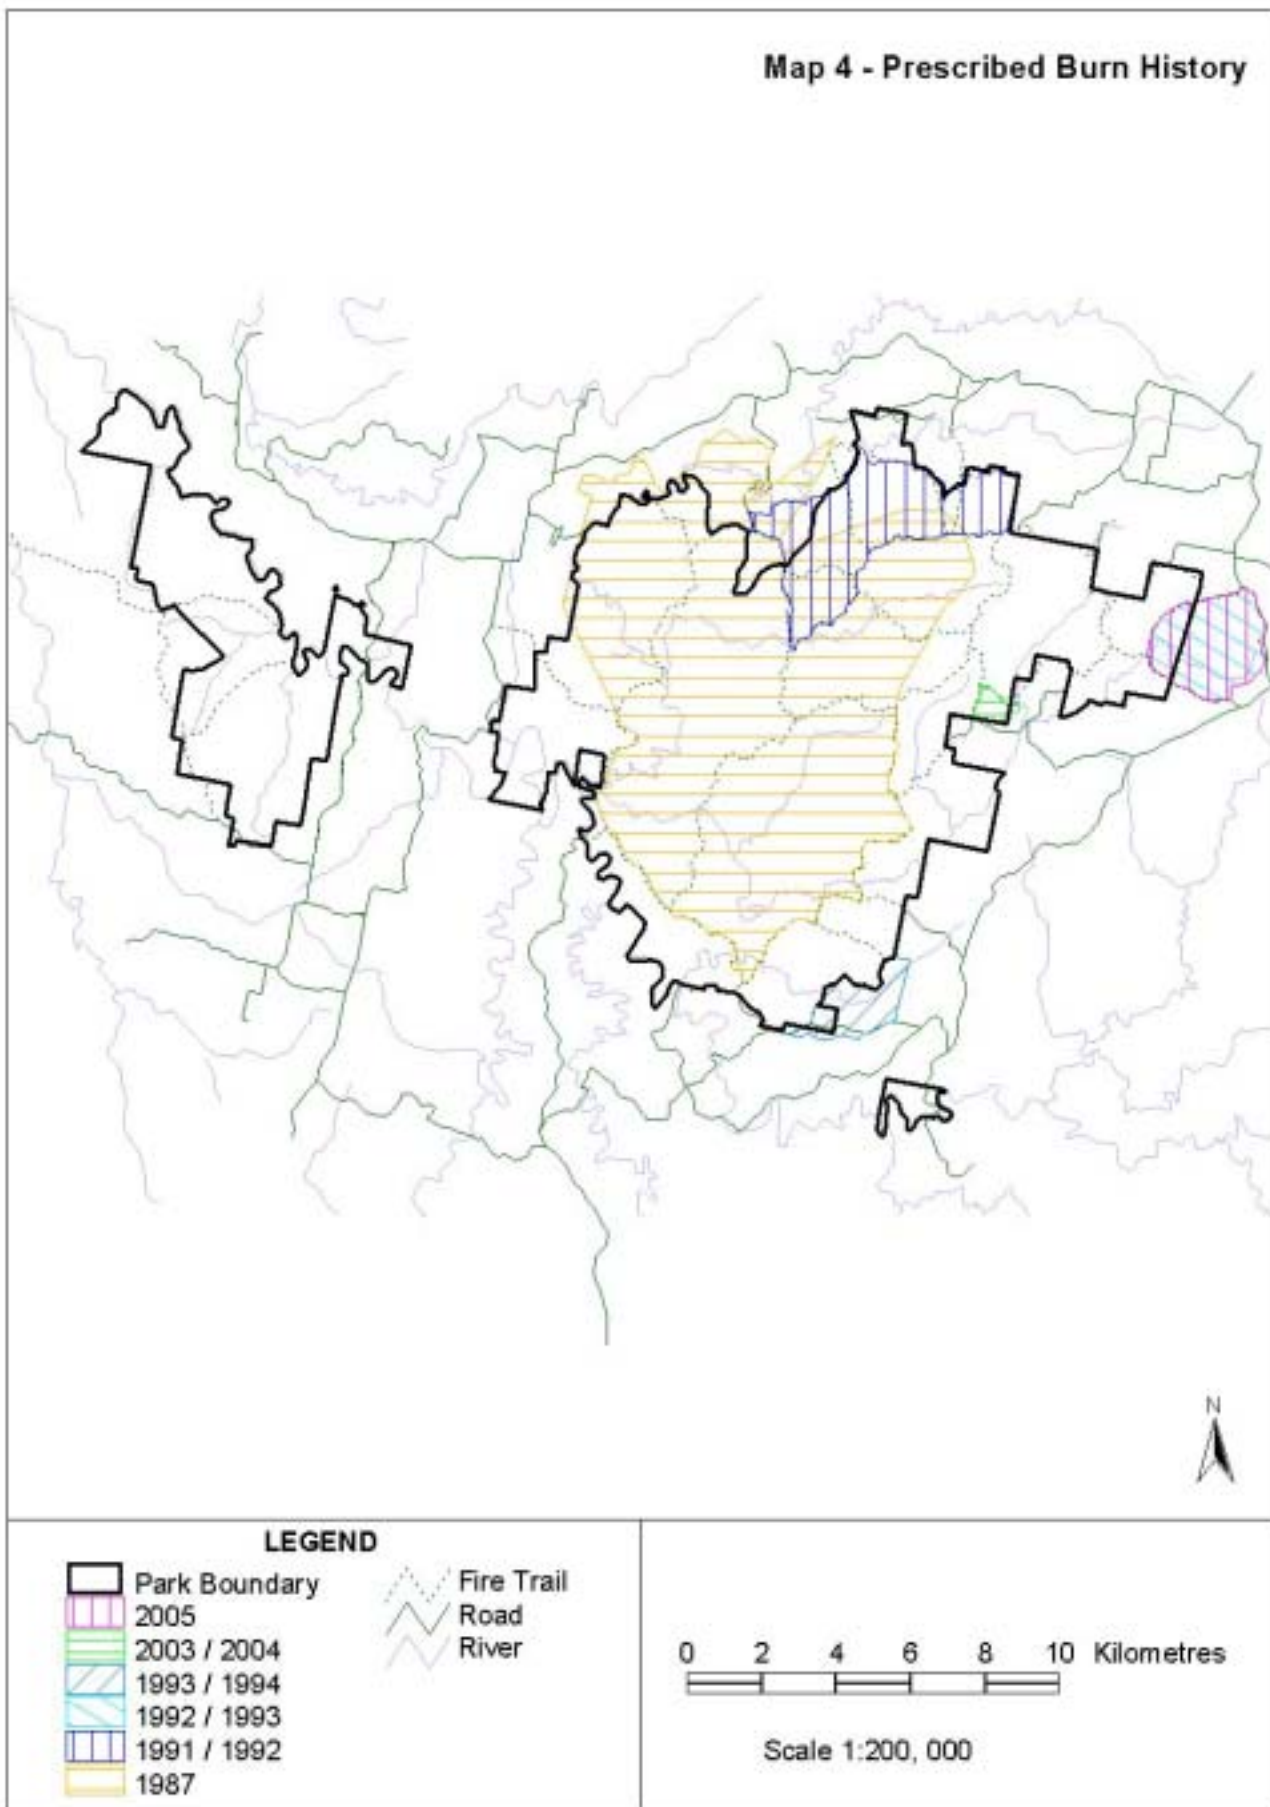 Map 4 - Prescribed Burn History
N
LEGEND
Park Boundary
2005
2003 / 2004
1993 / 1994
1992 / 1993
1991 / 1992
1987
Fire Trail
Road
River
0 2 4 6 8 10 Kilometres
Scale 1:200, 000